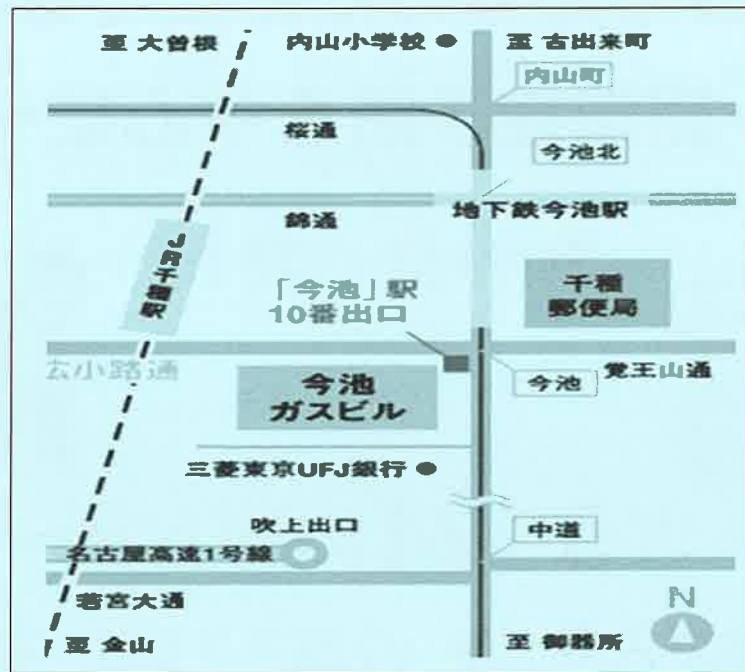 至 大曽根
内山小学校
至 古出来町
内山町
桜通
今池北
地下鉄今池駅
錦通
JR千種駅
「今池」駅
10番出口
千種
郵便局
広小路通
今池
ガスビル
今池
覚王山通
三菱東京UFJ銀行
吹上出口
中道
名古屋高速1号線
若宮大通
至 金山
至 御器所
N